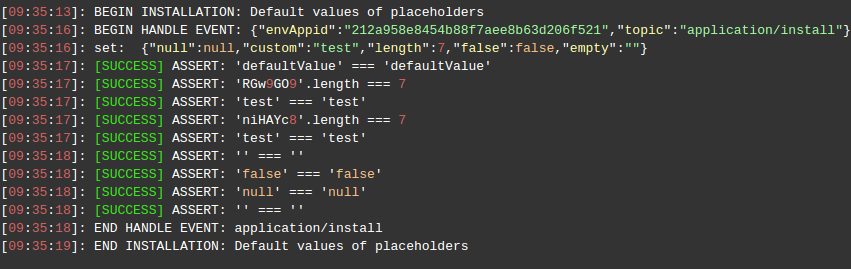 [09:35:13]: BEGIN INSTALLATION: Default values of placeholders
[09:35:16]: BEGIN HANDLE EVENT: {"envAppid":"212a958e8454b88f7aee8b63d206f521","topic":"application/install"}
[09:35:16]: set:  {"null":null,"custom":"test","length":7,"false":false,"empty":""}
[09:35:17]: [SUCCESS] ASSERT: 'defaultValue' === 'defaultValue'
[09:35:17]: [SUCCESS] ASSERT: 'RGw9GO9'.length === 7
[09:35:17]: [SUCCESS] ASSERT: 'test' === 'test'
[09:35:17]: [SUCCESS] ASSERT: 'niHAYc8'.length === 7
[09:35:17]: [SUCCESS] ASSERT: 'test' === 'test'
[09:35:18]: [SUCCESS] ASSERT: '' === ''
[09:35:18]: [SUCCESS] ASSERT: 'false' === 'false'
[09:35:18]: [SUCCESS] ASSERT: 'null' === 'null'
[09:35:18]: [SUCCESS] ASSERT: '' === ''
[09:35:18]: END HANDLE EVENT: application/install
[09:35:19]: END INSTALLATION: Default values of placeholders